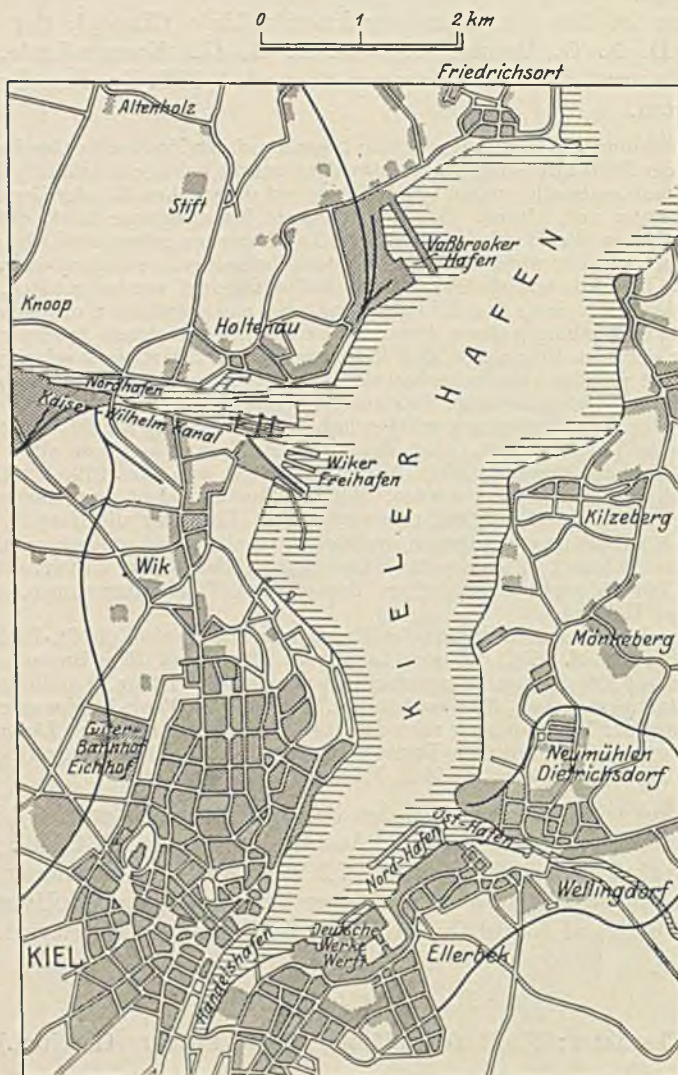 0 1 2 km
Friedrichsort
Altenholz
Stift
Voßbrooker
Hafen
Knoop
Holtenau
Nordhafen
Kaiser-Wilhelm Kanal
Wiker
Freihafen
KIELER HAFEN
Kilzeberg
Wik
Mönkeberg
Güter-
Bahnhof
Eichhof
Neumühlen
Dietrichsdorf
Ost-Hafen
Nord-Hafen
Wellingdorf
Deutsche
Werke
Werft
KIEL
Handelshafen
Ellerbek